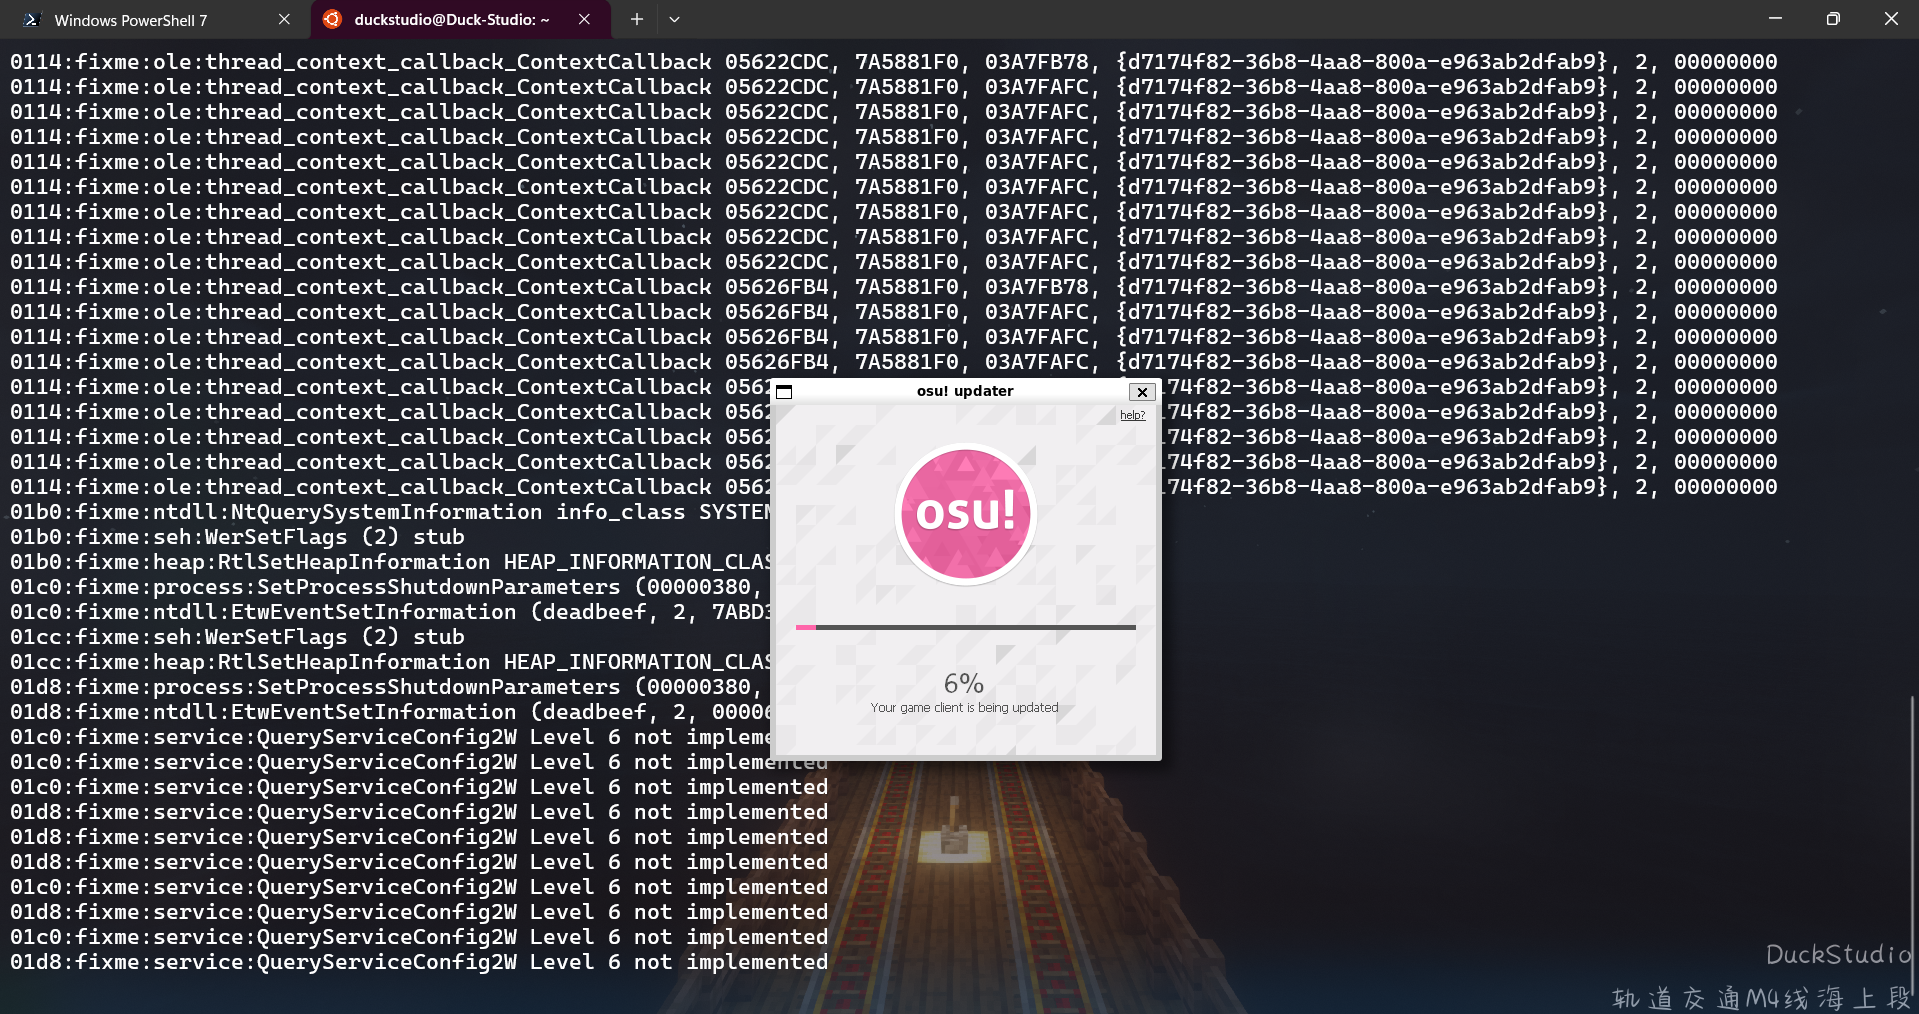 Windows PowerShell 7
duckstudio@Duck-Studio: ~
0114:fixme:ole:thread_context_callback_ContextCallback 05622CDC, 7A5881F0, 03A7FB78, {d7174f82-36b8-4aa8-800a-e963ab2dfab9}, 2, 00000000
0114:fixme:ole:thread_context_callback_ContextCallback 05622CDC, 7A5881F0, 03A7FAFC, {d7174f82-36b8-4aa8-800a-e963ab2dfab9}, 2, 00000000
0114:fixme:ole:thread_context_callback_ContextCallback 05622CDC, 7A5881F0, 03A7FAFC, {d7174f82-36b8-4aa8-800a-e963ab2dfab9}, 2, 00000000
0114:fixme:ole:thread_context_callback_ContextCallback 05622CDC, 7A5881F0, 03A7FAFC, {d7174f82-36b8-4aa8-800a-e963ab2dfab9}, 2, 00000000
0114:fixme:ole:thread_context_callback_ContextCallback 05622CDC, 7A5881F0, 03A7FAFC, {d7174f82-36b8-4aa8-800a-e963ab2dfab9}, 2, 00000000
0114:fixme:ole:thread_context_callback_ContextCallback 05622CDC, 7A5881F0, 03A7FAFC, {d7174f82-36b8-4aa8-800a-e963ab2dfab9}, 2, 00000000
0114:fixme:ole:thread_context_callback_ContextCallback 05622CDC, 7A5881F0, 03A7FAFC, {d7174f82-36b8-4aa8-800a-e963ab2dfab9}, 2, 00000000
0114:fixme:ole:thread_context_callback_ContextCallback 05622CDC, 7A5881F0, 03A7FAFC, {d7174f82-36b8-4aa8-800a-e963ab2dfab9}, 2, 00000000
0114:fixme:ole:thread_context_callback_ContextCallback 05622CDC, 7A5881F0, 03A7FAFC, {d7174f82-36b8-4aa8-800a-e963ab2dfab9}, 2, 00000000
0114:fixme:ole:thread_context_callback_ContextCallback 05626FB4, 7A5881F0, 03A7FB78, {d7174f82-36b8-4aa8-800a-e963ab2dfab9}, 2, 00000000
0114:fixme:ole:thread_context_callback_ContextCallback 05626FB4, 7A5881F0, 03A7FAFC, {d7174f82-36b8-4aa8-800a-e963ab2dfab9}, 2, 00000000
0114:fixme:ole:thread_context_callback_ContextCallback 05626FB4, 7A5881F0, 03A7FAFC, {d7174f82-36b8-4aa8-800a-e963ab2dfab9}, 2, 00000000
0114:fixme:ole:thread_context_callback_ContextCallback 05626FB4, 7A5881F0, 03A7FAFC, {d7174f82-36b8-4aa8-800a-e963ab2dfab9}, 2, 00000000
0114:fixme:ole:thread_context_callback_ContextCallback 0562 174f82-36b8-4aa8-800a-e963ab2dfab9}, 2, 00000000
0114:fixme:ole:thread_context_callback_ContextCallback 0562 174f82-36b8-4aa8-800a-e963ab2dfab9}, 2, 00000000
0114:fixme:ole:thread_context_callback_ContextCallback 0562 174f82-36b8-4aa8-800a-e963ab2dfab9}, 2, 00000000
0114:fixme:ole:thread_context_callback_ContextCallback 0562 174f82-36b8-4aa8-800a-e963ab2dfab9}, 2, 00000000
0114:fixme:ole:thread_context_callback_ContextCallback 0562 174f82-36b8-4aa8-800a-e963ab2dfab9}, 2, 00000000
01b0:fixme:ntdll:NtQuerySystemInformation info_class SYSTEM
01b0:fixme:seh:WerSetFlags (2) stub
01b0:fixme:heap:RtlSetHeapInformation HEAP_INFORMATION_CLAS
01c0:fixme:process:SetProcessShutdownParameters (00000380,
01c0:fixme:ntdll:EtwEventSetInformation (deadbeef, 2, 7ABD3
01cc:fixme:seh:WerSetFlags (2) stub
01cc:fixme:heap:RtlSetHeapInformation HEAP_INFORMATION_CLAS
01d8:fixme:process:SetProcessShutdownParameters (00000380,
01d8:fixme:ntdll:EtwEventSetInformation (deadbeef, 2, 00006
01c0:fixme:service:QueryServiceConfig2W Level 6 not impleme
01c0:fixme:service:QueryServiceConfig2W Level 6 not implemented
01c0:fixme:service:QueryServiceConfig2W Level 6 not implemented
01d8:fixme:service:QueryServiceConfig2W Level 6 not implemented
01d8:fixme:service:QueryServiceConfig2W Level 6 not implemented
01d8:fixme:service:QueryServiceConfig2W Level 6 not implemented
01c0:fixme:service:QueryServiceConfig2W Level 6 not implemented
01d8:fixme:service:QueryServiceConfig2W Level 6 not implemented
01c0:fixme:service:QueryServiceConfig2W Level 6 not implemented
01d8:fixme:service:QueryServiceConfig2W Level 6 not implemented
osu! updater
help?
osu!
6%
Your game client is being updated
DuckStudio
轨道交通M4线海上段